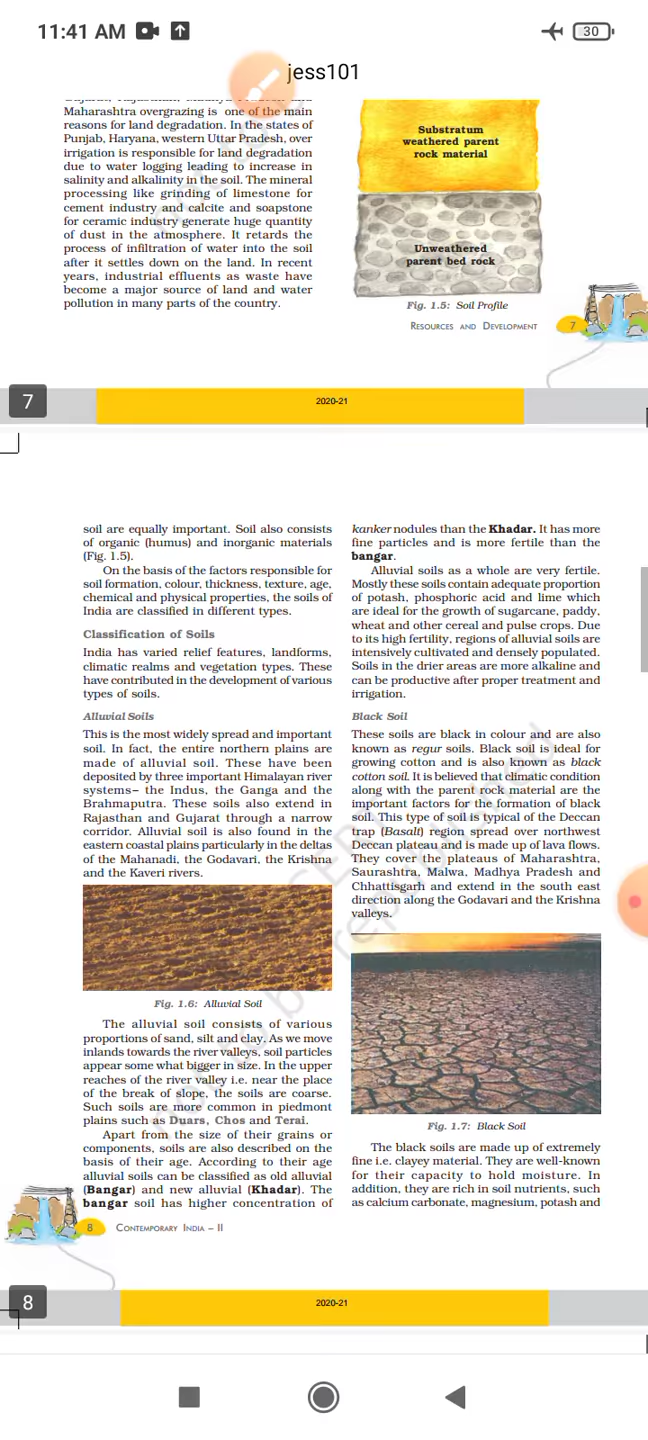 11:41 AM
30
jess101
Maharashtra overgrazing is one of the main
reasons for land degradation. In the states of
Punjab, Haryana, western Uttar Pradesh, over
irrigation is responsible for land degradation
due to water logging leading to increase in
salinity and alkalinity in the soil. The mineral
processing like grinding of limestone for
cement industry and calcite and soapstone
for ceramic industry generate huge quantity
of dust in the atmosphere. It retards the
process of infiltration of water into the soil
after it settles down on the land. In recent
years, industrial effluents as waste have
become a major source of land and water
pollution in many parts of the country.
Substratum
weathered parent
rock material
Unweathered
parent bed rock
Fig. 1.5: Soil Profile
RESOURCES AND DEVELOPMENT 7
7
2020-21
soil are equally important. Soil also consists
of organic (humus) and inorganic materials
(Fig. 1.5).
On the basis of the factors responsible for
soil formation, colour, thickness, texture, age,
chemical and physical properties, the soils of
India are classified in different types.
Classification of Soils
India has varied relief features, landforms,
climatic realms and vegetation types. These
have contributed in the development of various
types of soils.
Alluvial Soils
This is the most widely spread and important
soil. In fact, the entire northern plains are
made of alluvial soil. These have been
deposited by three important Himalayan river
systems– the Indus, the Ganga and the
Brahmaputra. These soils also extend in
Rajasthan and Gujarat through a narrow
corridor. Alluvial soil is also found in the
eastern coastal plains particularly in the deltas
of the Mahanadi, the Godavari, the Krishna
and the Kaveri rivers.
Fig. 1.6: Alluvial Soil
The alluvial soil consists of various
proportions of sand, silt and clay. As we move
inlands towards the river valleys, soil particles
appear some what bigger in size. In the upper
reaches of the river valley i.e. near the place
of the break of slope, the soils are coarse.
Such soils are more common in piedmont
plains such as Duars, Chos and Terai.
Apart from the size of their grains or
components, soils are also described on the
basis of their age. According to their age
alluvial soils can be classified as old alluvial
(Bangar) and new alluvial (Khadar). The
bangar soil has higher concentration of
kanker nodules than the Khadar. It has more
fine particles and is more fertile than the
bangar.
Alluvial soils as a whole are very fertile.
Mostly these soils contain adequate proportion
of potash, phosphoric acid and lime which
are ideal for the growth of sugarcane, paddy,
wheat and other cereal and pulse crops. Due
to its high fertility, regions of alluvial soils are
intensively cultivated and densely populated.
Soils in the drier areas are more alkaline and
can be productive after proper treatment and
irrigation.
Black Soil
These soils are black in colour and are also
known as regur soils. Black soil is ideal for
growing cotton and is also known as black
cotton soil. It is believed that climatic condition
along with the parent rock material are the
important factors for the formation of black
soil. This type of soil is typical of the Deccan
trap (Basalt) region spread over northwest
Deccan plateau and is made up of lava flows.
They cover the plateaus of Maharashtra,
Saurashtra, Malwa, Madhya Pradesh and
Chhattisgarh and extend in the south east
direction along the Godavari and the Krishna
valleys.
Fig. 1.7: Black Soil
The black soils are made up of extremely
fine i.e. clayey material. They are well-known
for their capacity to hold moisture. In
addition, they are rich in soil nutrients, such
as calcium carbonate, magnesium, potash and
8 CONTEMPORARY INDIA – II
8
2020-21